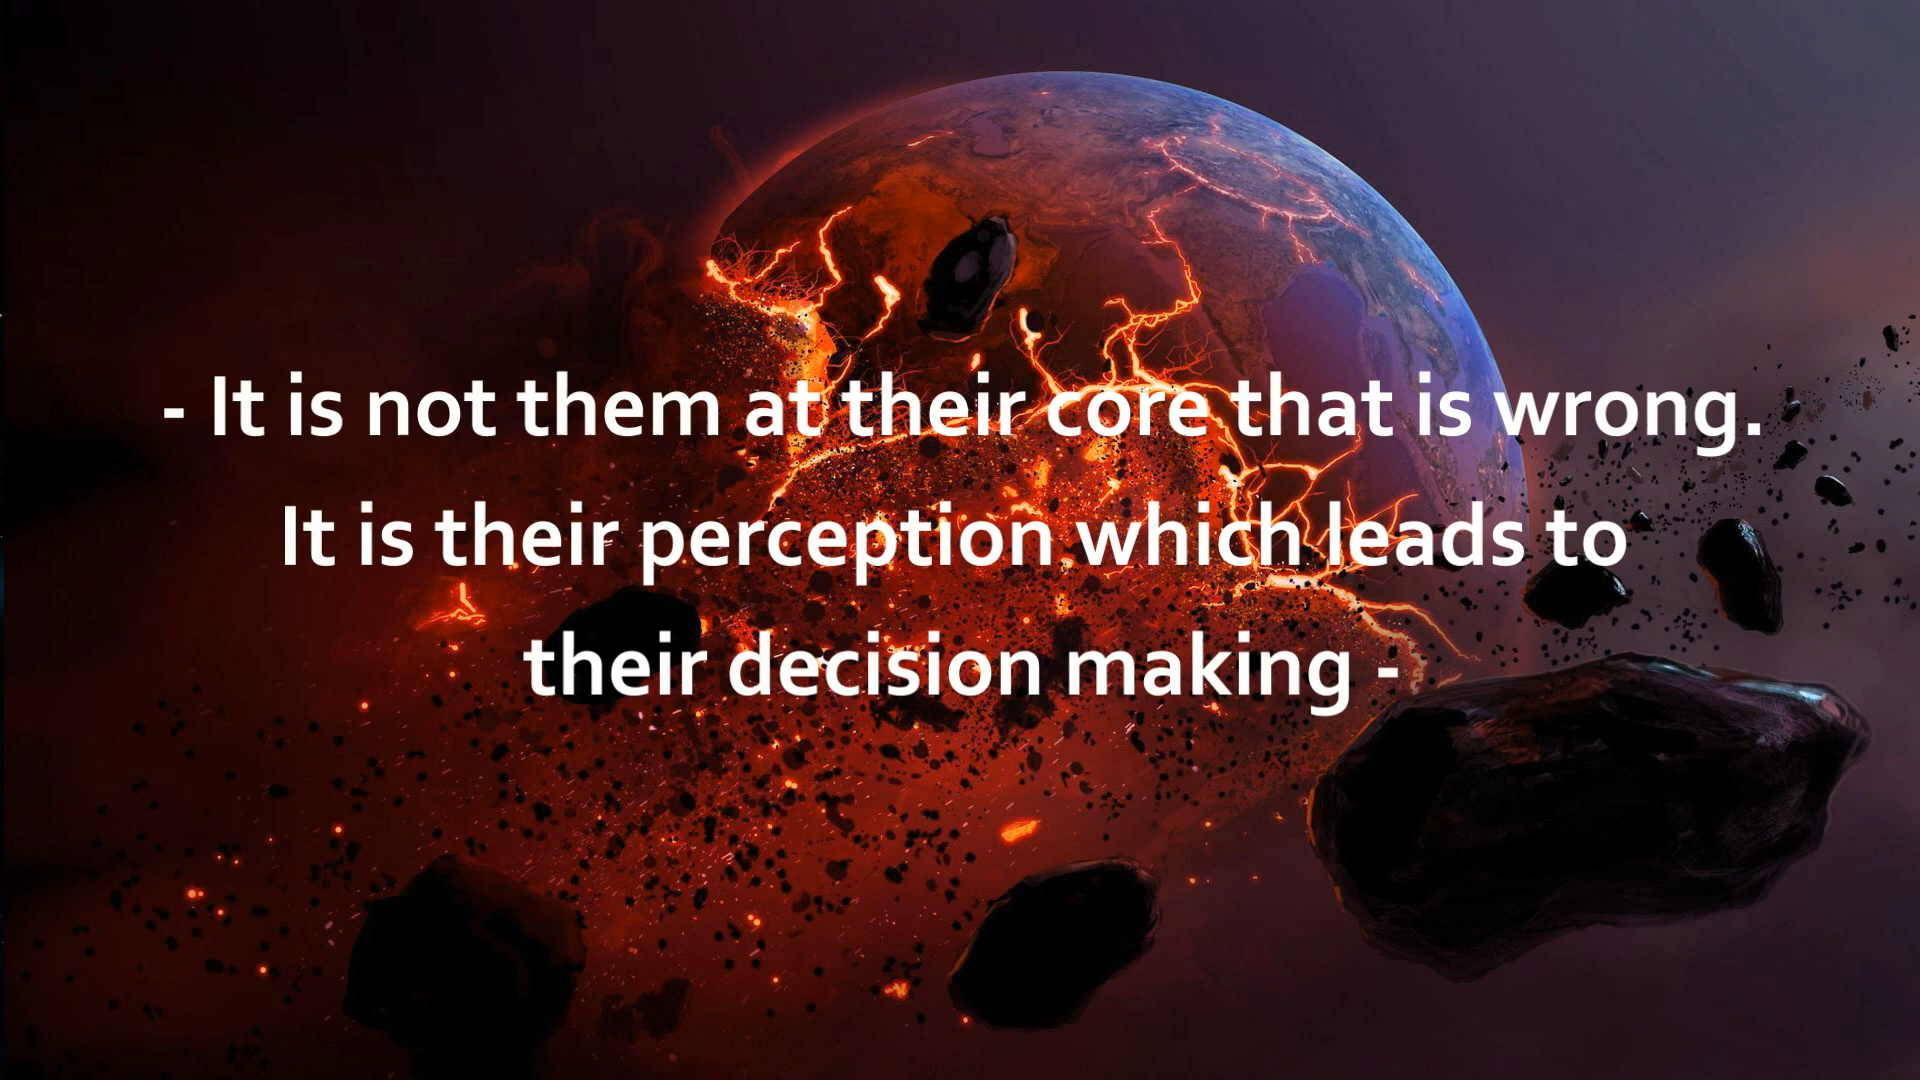 - It is not them at their core that is wrong.
It is their perception which leads to
their decision making -